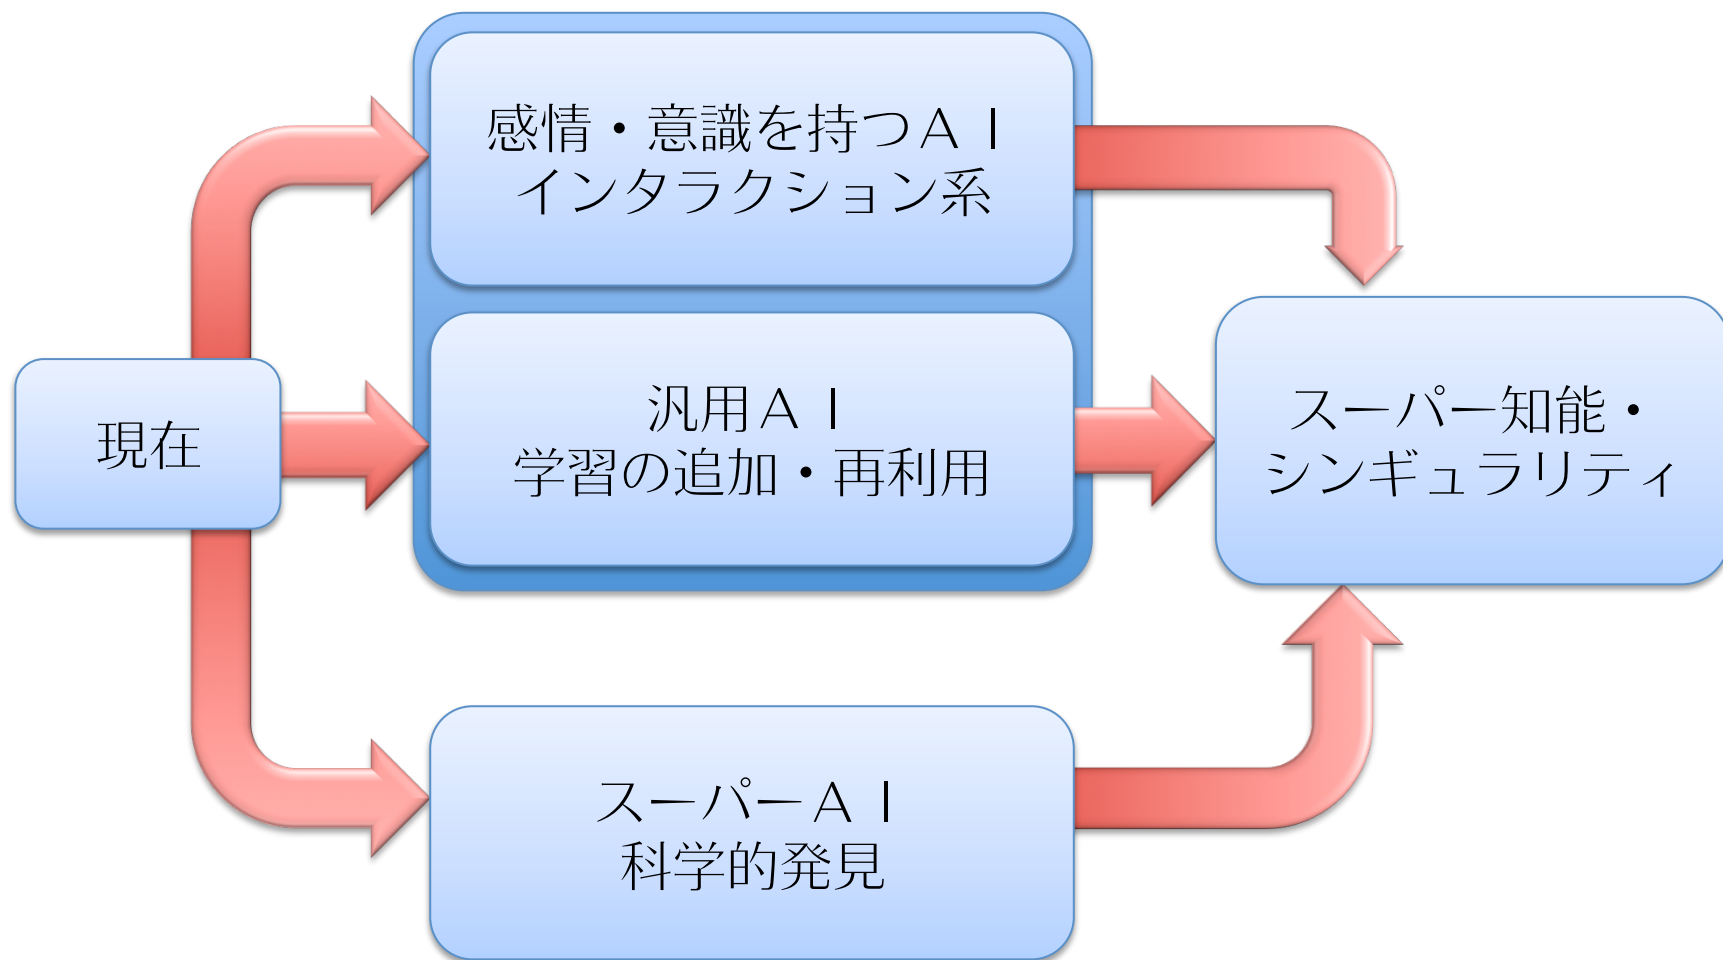 感情・意識を持つＡＩ
インタラクション系
現在
汎用ＡＩ
学習の追加・再利用
スーパー知能・
シンギュラリティ
スーパーＡＩ
科学的発見